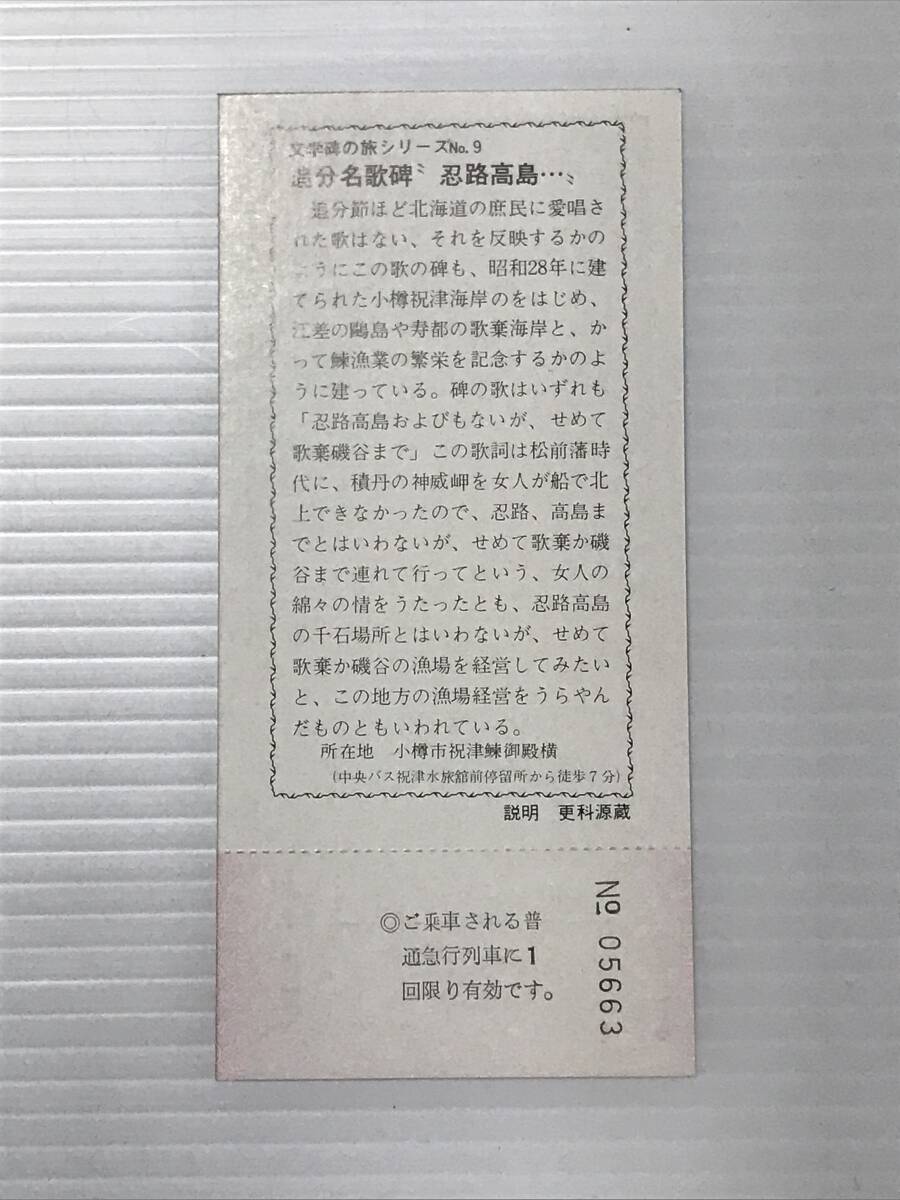 文学碑の旅シリーズNo.9
追分名歌碑〝忍路高島…〟
追分節ほど北海道の庶民に愛唱さ
れた歌はない、それを反映するかの
ようにこの歌の碑も、昭和28年に建
てられた小樽祝津海岸のをはじめ、
江差の鷗島や寿都の歌棄海岸と、か
って鰊漁業の繁栄を記念するかのよ
うに建っている。碑の歌はいずれも
「忍路高島およびもないが、せめて
歌棄磯谷まで」この歌詞は松前藩時
代に、積丹の神威岬を女人が船で北
上できなかったので、忍路、高島ま
でとはいわないが、せめて歌棄か磯
谷まで連れて行ってという、女人の
綿々の情をうたったとも、忍路高島
の千石場所とはいわないが、せめて
歌棄か磯谷の漁場を経営してみたい
と、この地方の漁場経営をうらやん
だものともいわれている。
所在地 小樽市祝津鰊御殿横
(中央バス祝津水旅館前停留所から徒歩7分)
説明 更科源蔵
◎ご乗車される普
通急行列車に1
回限り有効です。
№ 05663